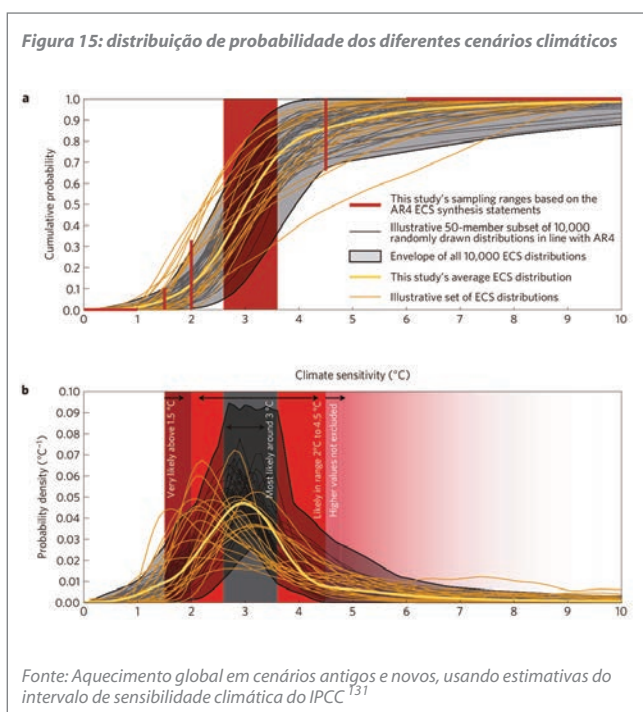 Figura 15: distribuição de probabilidade dos diferentes cenários climáticos
a
1.0
0.9
0.8
0.7
0.6
0.5
0.4
0.3
0.2
0.1
0
Cumulative probability
This study's sampling ranges based on the
AR4 ECS synthesis statements
Illustrative 50-member subset of 10,000
randomly drawn distributions in line with AR4
Envelope of all 10,000 ECS distributions
This study's average ECS distribution
Illustrative set of ECS distributions
0 1 2 3 4 5 6 7 8 9 10
Climate sensitivity (°C)
b
0.10
0.09
0.08
0.07
0.06
0.05
0.04
0.03
0.02
0.01
0.00
Probability density (°C⁻¹)
Very likely above 1.5 °C
Most likely around 3 °C
Likely in range 2°C to 4.5 °C
Higher values not excluded
0 1 2 3 4 5 6 7 8 9 10
Fonte: Aquecimento global em cenários antigos e novos, usando estimativas do
intervalo de sensibilidade climática do IPCC 131